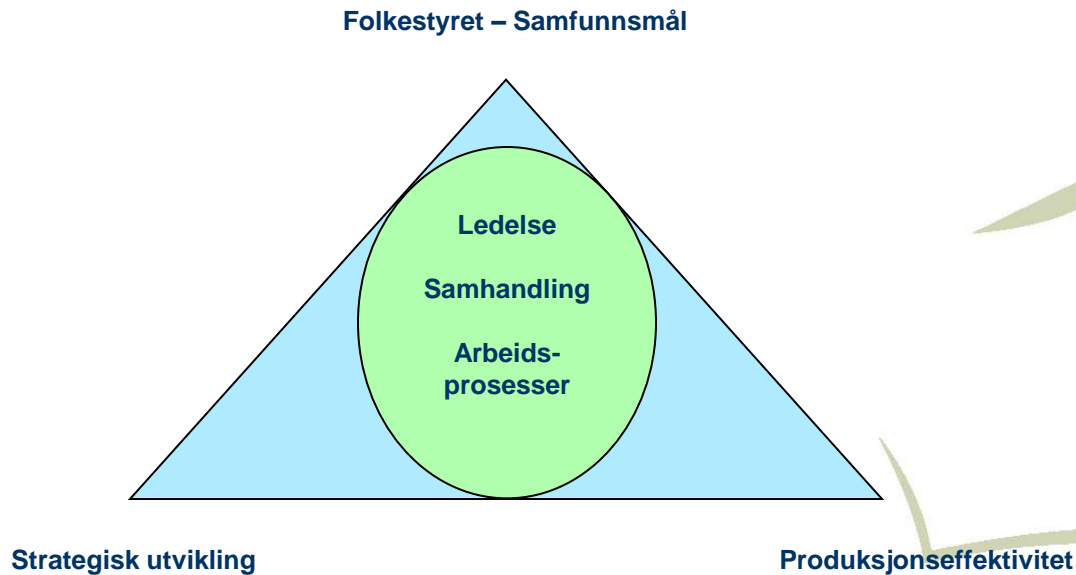 Folkestyret – Samfunnsmål
Ledelse
Samhandling
Arbeids-
prosesser
Strategisk utvikling
Produksjonseffektivitet